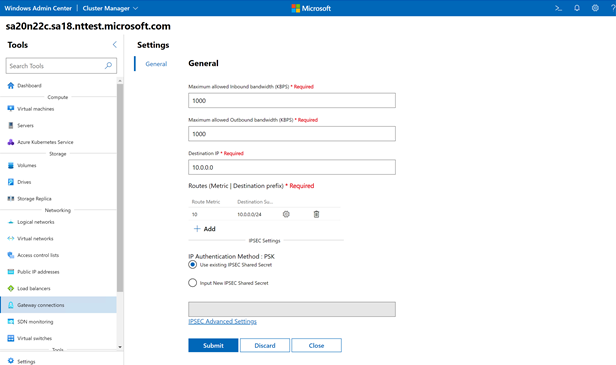 Windows Admin Center
Cluster Manager
Microsoft
sa20n22c.sa18.nttest.microsoft.com
Tools
Search Tools
Dashboard
Compute
Virtual machines
Servers
Azure Kubernetes Service
Storage
Volumes
Drives
Storage Replica
Networking
Logical networks
Virtual networks
Access control lists
Public IP addresses
Load balancers
Gateway connections
SDN monitoring
Virtual switches
Tools
Settings
Settings
General
General
Maximum allowed Inbound bandwidth (KBPS) * Required
1000
Maximum allowed Outbound bandwidth (KBPS) * Required
1000
Destination IP * Required
10.0.0.0
Routes (Metric | Destination prefix) * Required
Route Metric Destination Su...
10 10.0.0.0/24
+ Add
IPSEC Settings
IP Authentication Method : PSK
Use existing IPSEC Shared Secret
Input New IPSEC Shared Secret
IPSEC Advanced Settings
Submit Discard Close